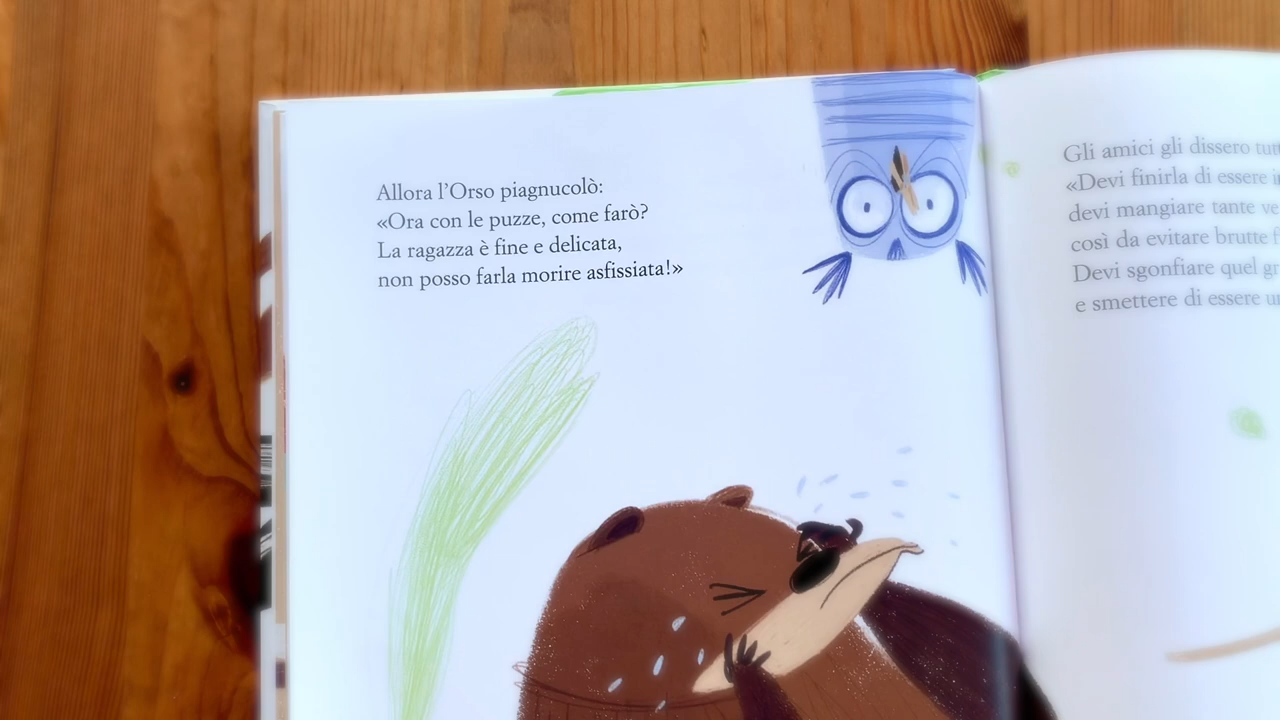 Allora l'Orso piagnucolò:
«Ora con le puzze, come farò?
La ragazza è fine e delicata,
non posso farla morire asfissiata!»
Gli amici gli dissero
«Devi finirla di essere
devi mangiare tante
così da evitare brutte
Devi sgonfiare quel
e smettere di essere